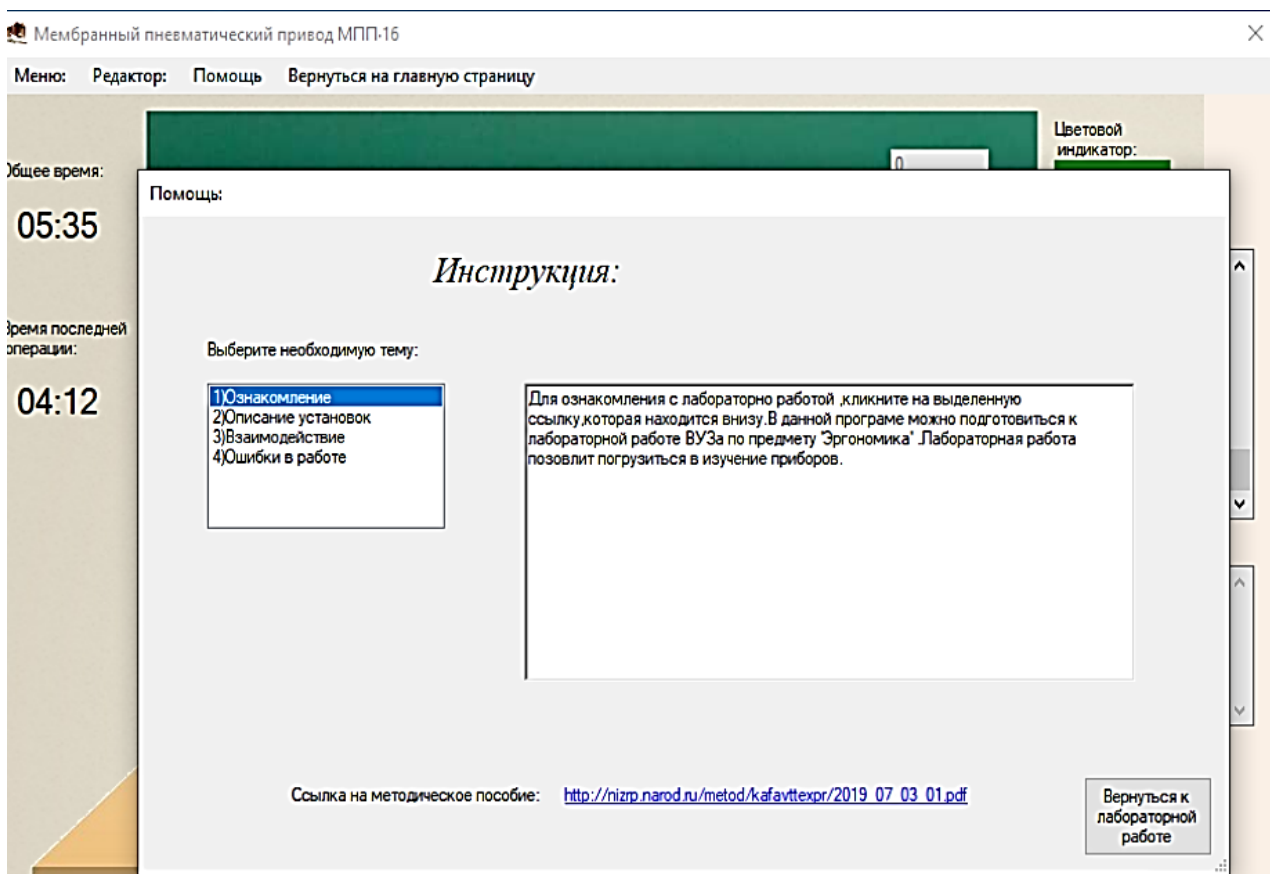 Мембранный пневматический привод МПП-16
Меню: Редактор: Помощь Вернуться на главную страницу
Цветовой
индикатор:
0
Общее время:
05:35
Время последней
операции:
04:12
Помощь:
Инструкция:
Выберите необходимую тему:
1)Ознакомление
2)Описание установок
3)Взаимодействие
4)Ошибки в работе
Для ознакомления с лабораторно работой ,кликните на выделенную
ссылку,которая находится внизу.В данной програме можно подготовиться к
лабораторной работе ВУЗа по предмету "Эргономика" .Лабораторная работа
позовлит погрузиться в изучение приборов.
Ссылка на методическое пособие: http://nizrp.narod.ru/metod/kafavttexpr/2019_07_03_01.pdf
Вернуться к
лабораторной
работе